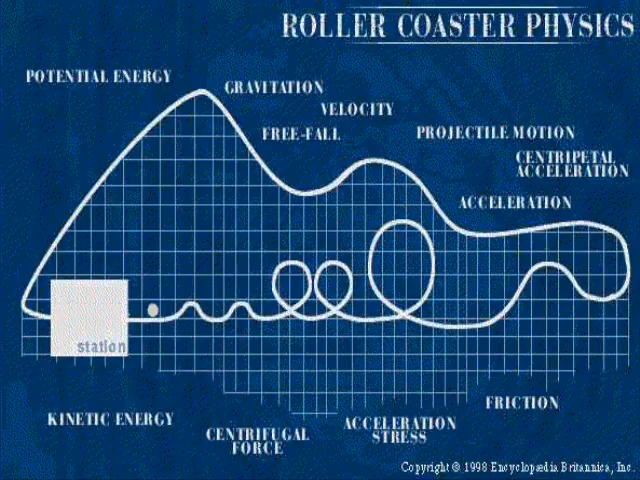 ROLLER COASTER PHYSICS
POTENTIAL ENERGY
GRAVITATION
VELOCITY
FREE-FALL
PROJECTILE MOTION
CENTRIPETAL
ACCELERATION
ACCELERATION
station
FRICTION
KINETIC ENERGY
CENTRIFUGAL
FORCE
ACCELERATION
STRESS
Copyright © 1998 Encyclopædia Britannica, Inc.